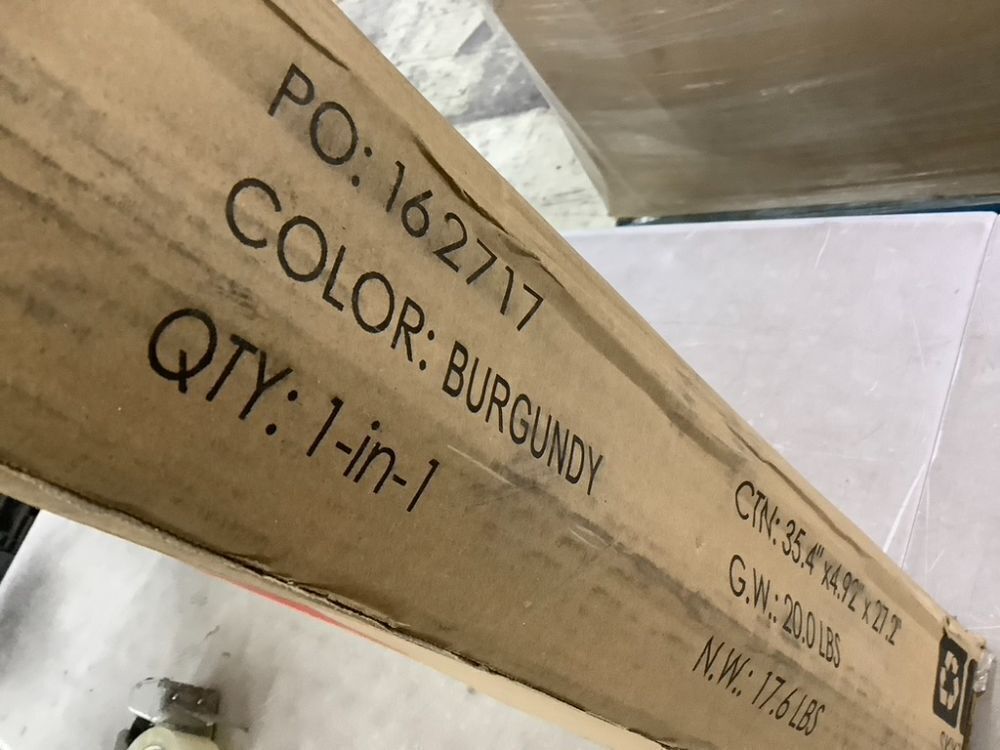 PO: 162717
COLOR: BURGUNDY
QTY: 1-in-1
CTN: 35.4" x4.92" x 27.2"
G.W.: 20.0 LBS
N.W.: 17.6 LBS